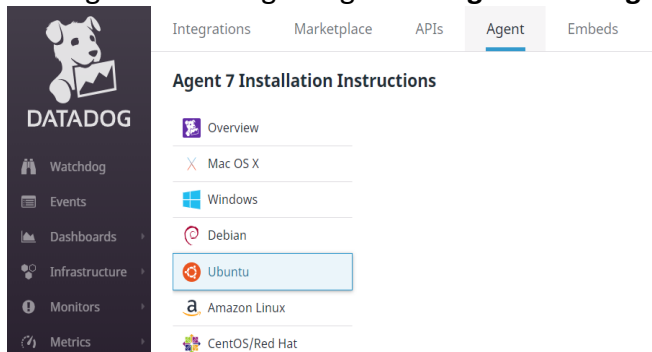 Integrations Marketplace APIs Agent Embeds
Agent 7 Installation Instructions
DATADOG
Watchdog
Events
Dashboards
Infrastructure
Monitors
Metrics
Overview
Mac OS X
Windows
Debian
Ubuntu
Amazon Linux
CentOS/Red Hat